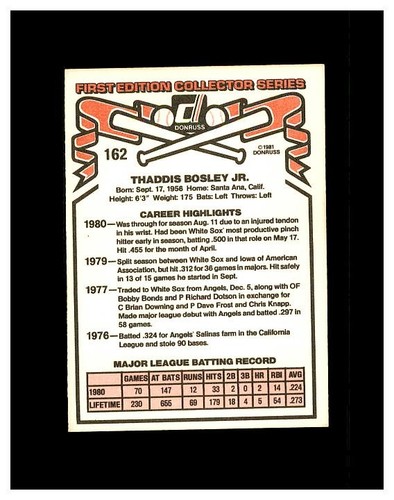 FIRST EDITION COLLECTOR SERIES
DONRUSS
162
©1981
DONRUSS
THADDIS BOSLEY JR.
Born: Sept. 17, 1956 Home: Santa Ana, Calif.
Height: 6'3" Weight: 175 Bats: Left Throws: Left
CAREER HIGHLIGHTS
1980—Was through for season Aug. 11 due to an injured tendon
in his wrist. Had been White Sox' most productive pinch
hitter early in season, batting .500 in that role on May 17.
Hit .455 for the month of April.
1979—Split season between White Sox and Iowa of American
Association, but hit .312 for 36 games in majors. Hit safely
in 13 of 15 games he started in Sept.
1977—Traded to White Sox from Angels, Dec. 5, along with OF
Bobby Bonds and P Richard Dotson in exchange for
C Brian Downing and P Dave Frost and Chris Knapp.
Made major league debut with Angels and batted .297 in
58 games.
1976—Batted .324 for Angels' Salinas farm in the California
League and stole 90 bases.
MAJOR LEAGUE BATTING RECORD
GAMES AT BATS RUNS HITS 2B 3B HR RBI AVG
1980 70 147 12 33 2 0 2 14 .224
LIFETIME 230 655 69 179 18 4 5 54 .273